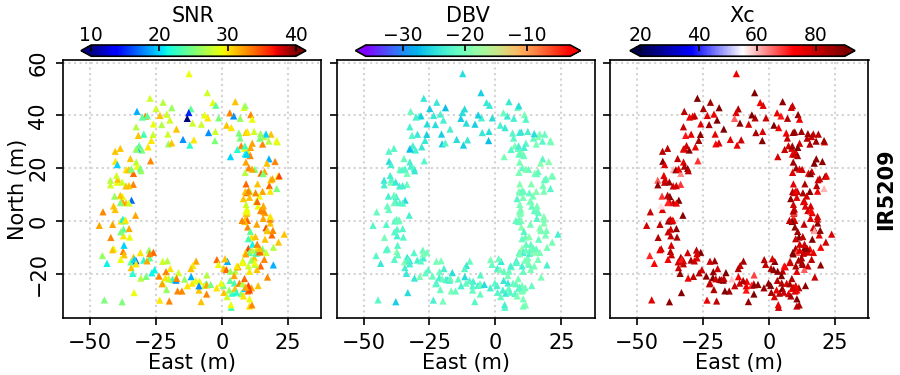 SNR DBV Xc
10 20 30 40 −30 −20 −10 20 40 60 80
60
40
20
0
−20
North (m)
IR5209
−50 −25 0 25 −50 −25 0 25 −50 −25 0 25
East (m) East (m) East (m)